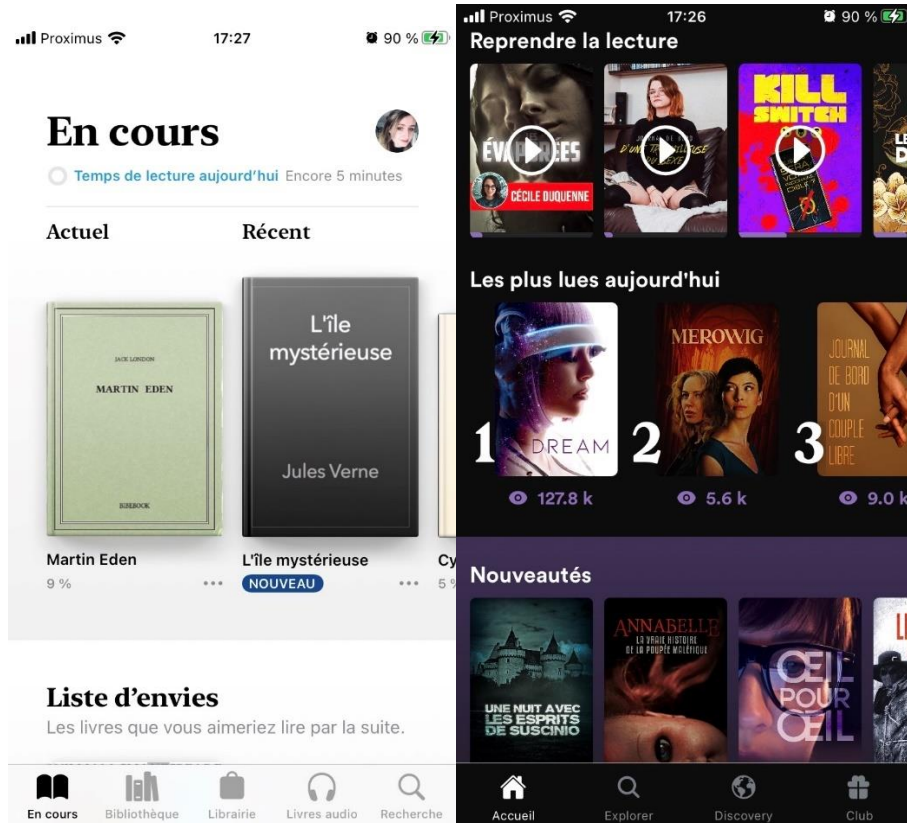 Proximus
17:27
90 %
En cours
Temps de lecture aujourd'hui Encore 5 minutes
Actuel
Récent
JACK LONDON
MARTIN EDEN
BIBEBOOK
L'île
mystérieuse
Jules Verne
Martin Eden
9 %
L'île mystérieuse
NOUVEAU
Cy
5 %
Liste d'envies
Les livres que vous aimeriez lire par la suite.
En cours
Bibliothèque
Librairie
Livres audio
Recherche
Proximus
17:26
90 %
Reprendre la lecture
CÉCILE DUQUENNE
KILL
SWITCH
Les plus lues aujourd'hui
1
DREAM
127.8 k
2
MEROWIG
5.6 k
3
JOURNAL
DE BORD
D'UN
COUPLE
LIBRE
9.0 k
Nouveautés
UNE NUIT AVEC
LES ESPRITS
DE SUSCINIO
ANNABELLE
LA VRAIE HISTOIRE
DE LA POUPÉE MALÉFIQUE
ŒIL
POUR
ŒIL
Accueil
Explorer
Discovery
Club